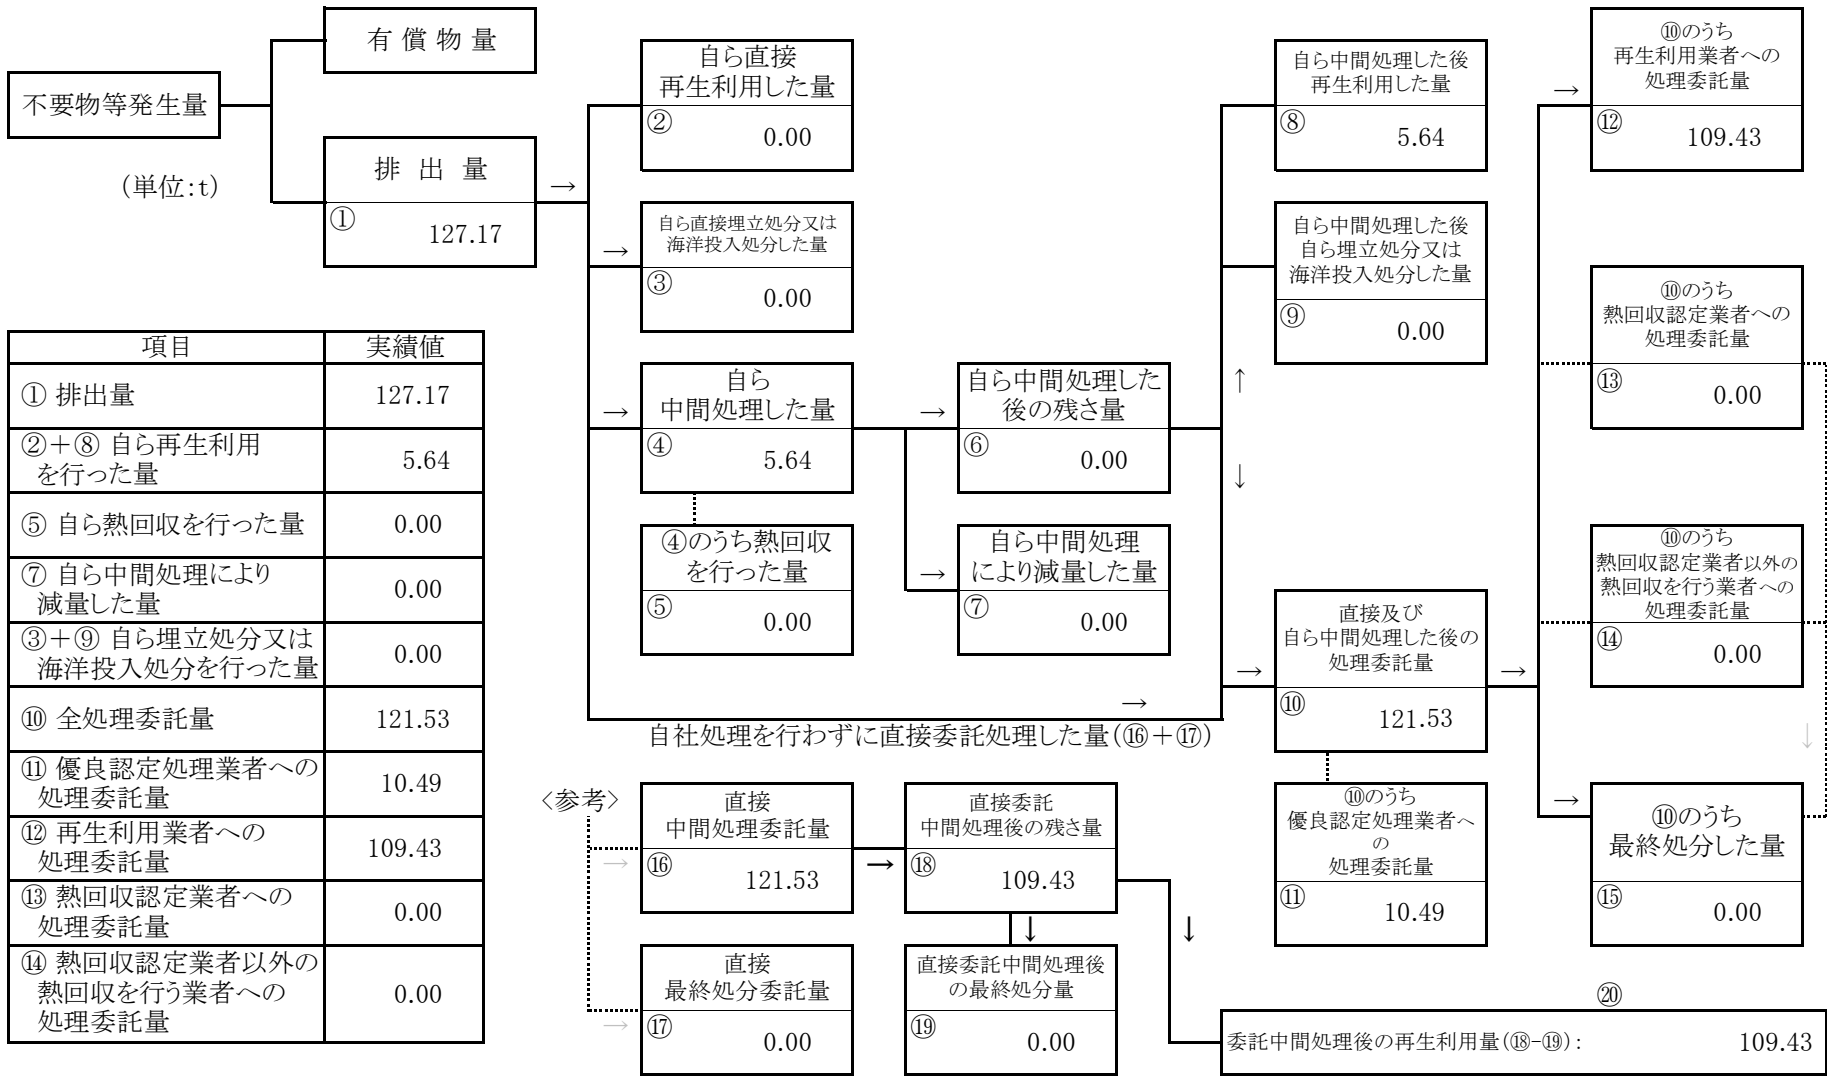 不要物等発生量
有 償 物 量
排 出 量
①
127.17
(単位:t)
→
自ら直接
再生利用した量
②
0.00
→
自ら直接埋立処分又は
海洋投入処分した量
③
0.00
→
自ら
中間処理した量
④
5.64
④のうち熱回収
を行った量
⑤
0.00
→
自ら中間処理した
後の残さ量
⑥
0.00
→
自ら中間処理
により減量した量
⑦
0.00
↑
↓
自ら中間処理した後
再生利用した量
⑧
5.64
自ら中間処理した後
自ら埋立処分又は
海洋投入処分した量
⑨
0.00
→
自社処理を行わずに直接委託処理した量(⑯+⑰)
→
直接及び
自ら中間処理した後の
処理委託量
⑩
121.53
⑩のうち
優良認定処理業者へ
の
処理委託量
⑪
10.49
→
→
⑩のうち
再生利用業者への
処理委託量
⑫
109.43
⑩のうち
熱回収認定業者への
処理委託量
⑬
0.00
⑩のうち
熱回収認定業者以外の
熱回収を行う業者への
処理委託量
⑭
0.00
↓
→
⑩のうち
最終処分した量
⑮
0.00
項目 実績値
① 排出量 127.17
②+⑧ 自ら再生利用
を行った量 5.64
⑤ 自ら熱回収を行った量 0.00
⑦ 自ら中間処理により
減量した量 0.00
③+⑨ 自ら埋立処分又は
海洋投入処分を行った量 0.00
⑩ 全処理委託量 121.53
⑪ 優良認定処理業者への
処理委託量 10.49
⑫ 再生利用業者への
処理委託量 109.43
⑬ 熱回収認定業者への
処理委託量 0.00
⑭ 熱回収認定業者以外の
熱回収を行う業者への
処理委託量 0.00
〈参考〉
→
直接
中間処理委託量
⑯
121.53
→
直接
最終処分委託量
⑰
0.00
→
直接委託
中間処理後の残さ量
⑱
109.43
↓
直接委託中間処理後
の最終処分量
⑲
0.00
↓
⑳
委託中間処理後の再生利用量(⑱-⑲): 109.43